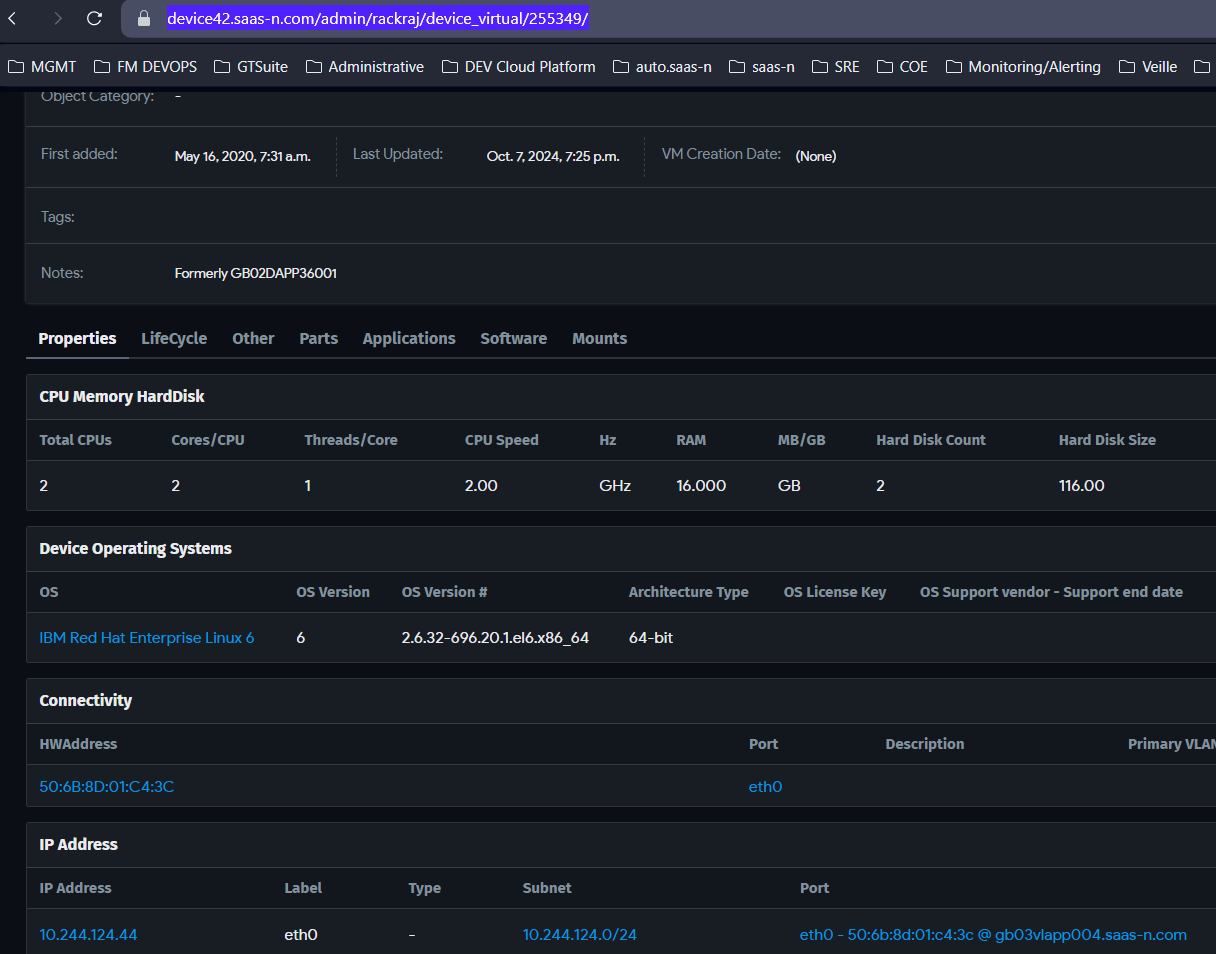 device42.saas-n.com/admin/rackraj/device_virtual/255349/
MGMT FM DEVOPS GTSuite Administrative DEV Cloud Platform auto.saas-n saas-n SRE COE Monitoring/Alerting Veille
Object Category: -
First added: May 16, 2020, 7:31 a.m. Last Updated: Oct. 7, 2024, 7:25 p.m. VM Creation Date: (None)
Tags:
Notes: Formerly GB02DAPP36001
Properties LifeCycle Other Parts Applications Software Mounts
CPU Memory HardDisk
Total CPUs Cores/CPU Threads/Core CPU Speed Hz RAM MB/GB Hard Disk Count Hard Disk Size
2 2 1 2.00 GHz 16.000 GB 2 116.00
Device Operating Systems
OS OS Version OS Version # Architecture Type OS License Key OS Support vendor - Support end date
IBM Red Hat Enterprise Linux 6 6 2.6.32-696.20.1.el6.x86_64 64-bit
Connectivity
HWAddress Port Description Primary VLAN
50:6B:8D:01:C4:3C eth0
IP Address
IP Address Label Type Subnet Port
10.244.124.44 eth0 - 10.244.124.0/24 eth0 - 50:6b:8d:01:c4:3c @ gb03vlapp004.saas-n.com